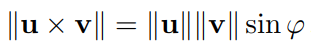 ‖u × v‖ = ‖u‖‖v‖ sin φ